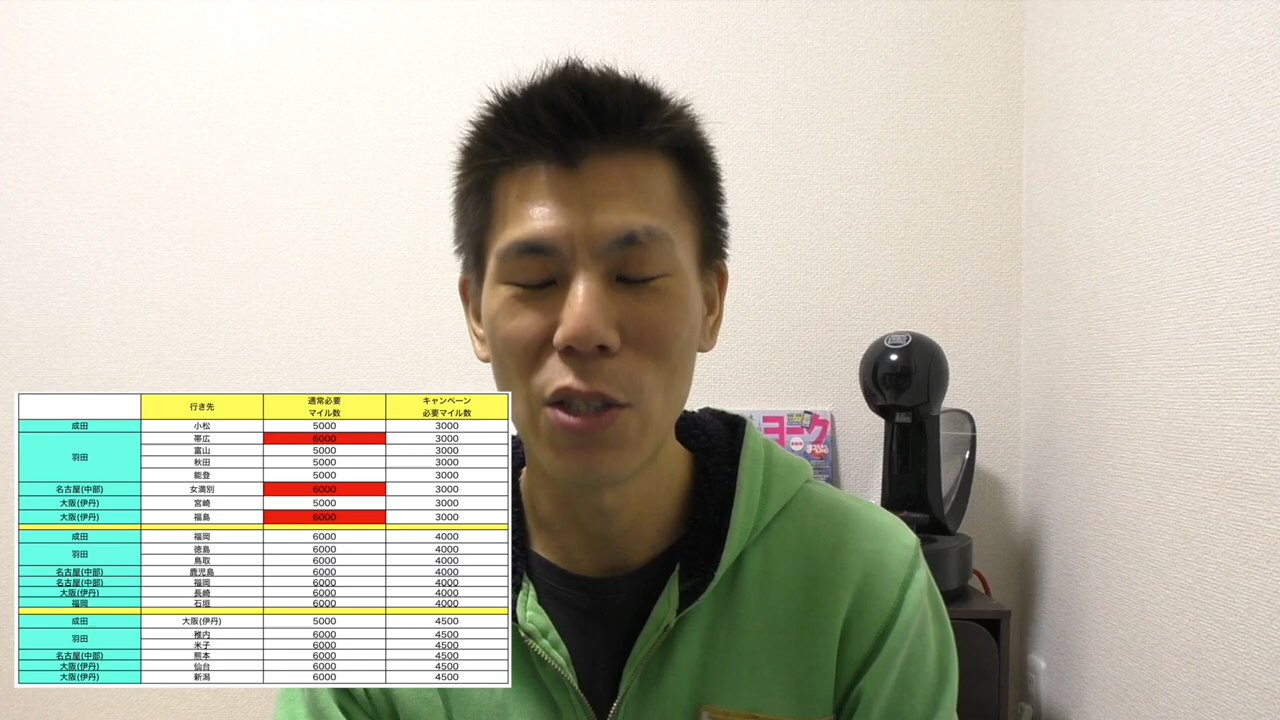 行き先 通常必要マイル数 キャンペーン必要マイル数
成田 小松 5000 3000
羽田 帯広 6000 3000
富山 5000 3000
秋田 5000 3000
能登 5000 3000
名古屋(中部) 女満別 6000 3000
大阪(伊丹) 宮崎 5000 3000
大阪(伊丹) 福島 6000 3000
成田 福岡 6000 4000
羽田 徳島 6000 4000
鳥取 6000 4000
名古屋(中部) 鹿児島 6000 4000
名古屋(中部) 福岡 6000 4000
大阪(伊丹) 長崎 6000 4000
福岡 石垣 6000 4000
成田 大阪(伊丹) 5000 4500
羽田 稚内 6000 4500
米子 6000 4500
名古屋(中部) 熊本 6000 4500
大阪(伊丹) 仙台 6000 4500
大阪(伊丹) 新潟 6000 4500
ヨーク